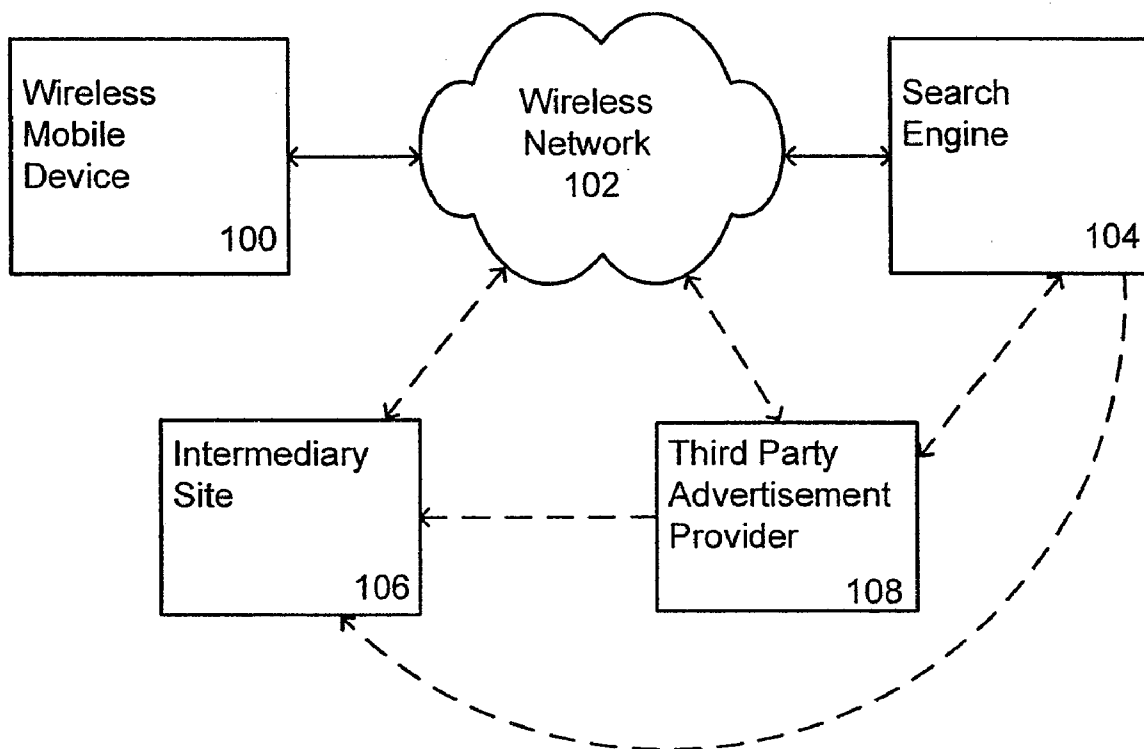 Wireless
Mobile
Device
100
Wireless
Network
102
Search
Engine
104
Intermediary
Site
106
Third Party
Advertisement
Provider
108